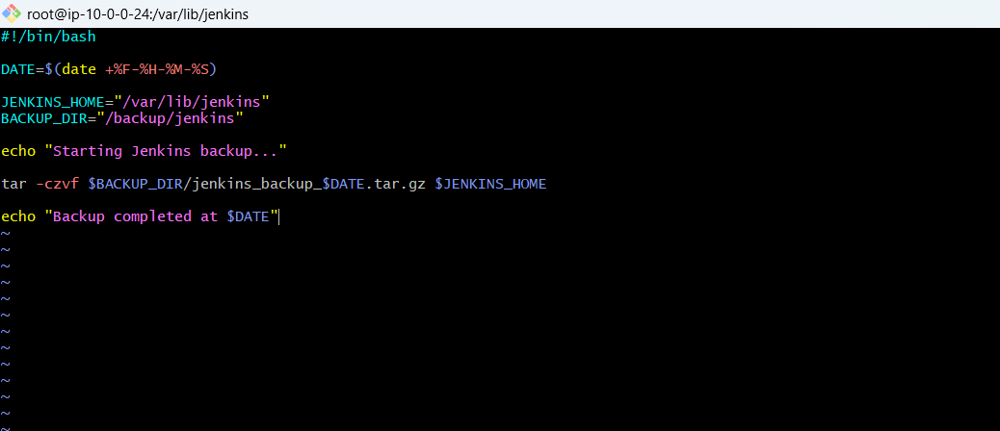 root@ip-10-0-0-24:/var/lib/jenkins
#!/bin/bash
DATE=$(date +%F-%H-%M-%S)
JENKINS_HOME="/var/lib/jenkins"
BACKUP_DIR="/backup/jenkins"
echo "Starting Jenkins backup..."
tar -czvf $BACKUP_DIR/jenkins_backup_$DATE.tar.gz $JENKINS_HOME
echo "Backup completed at $DATE"
~
~
~
~
~
~
~
~
~
~
~
~
~